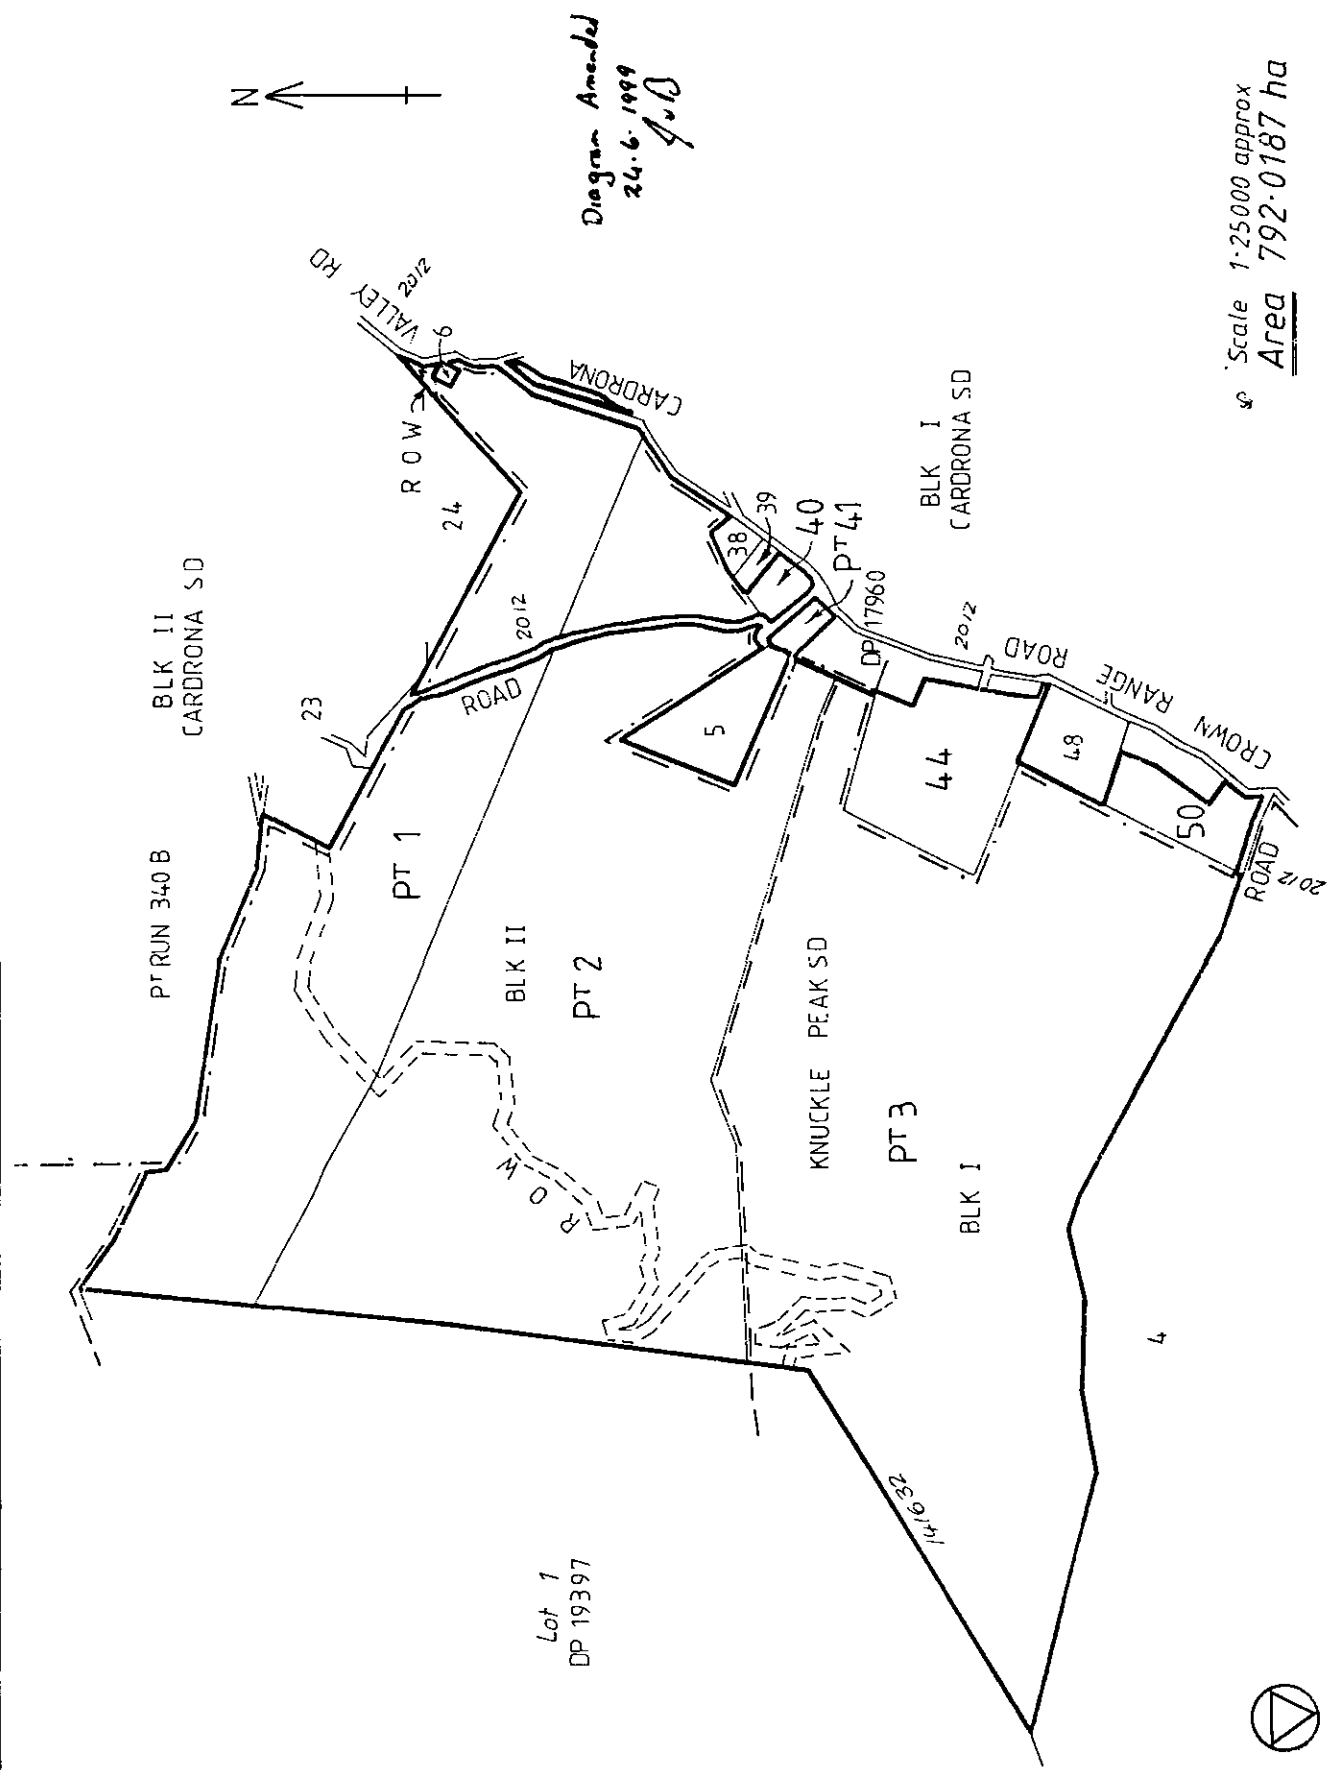 N
Diagram Amended
24.6.1999
BLK II
CARDRONA SD
PT RUN 340 B
23
24
R O W
6
VALLEY RD
2012
CARDRONA
ROAD
2012
PT 1
BLK II
PT 2
R O W
5
38
39
40
PT 41
DP 17960
BLK I
CARDRONA SD
2012
CROWN RANGE ROAD
44
48
50
ROAD
2012
KNUCKLE PEAK SD
PT 3
BLK I
4
14632
Lot 1
DP 19397
Scale 1·25000 approx
Area 792·0187 ha